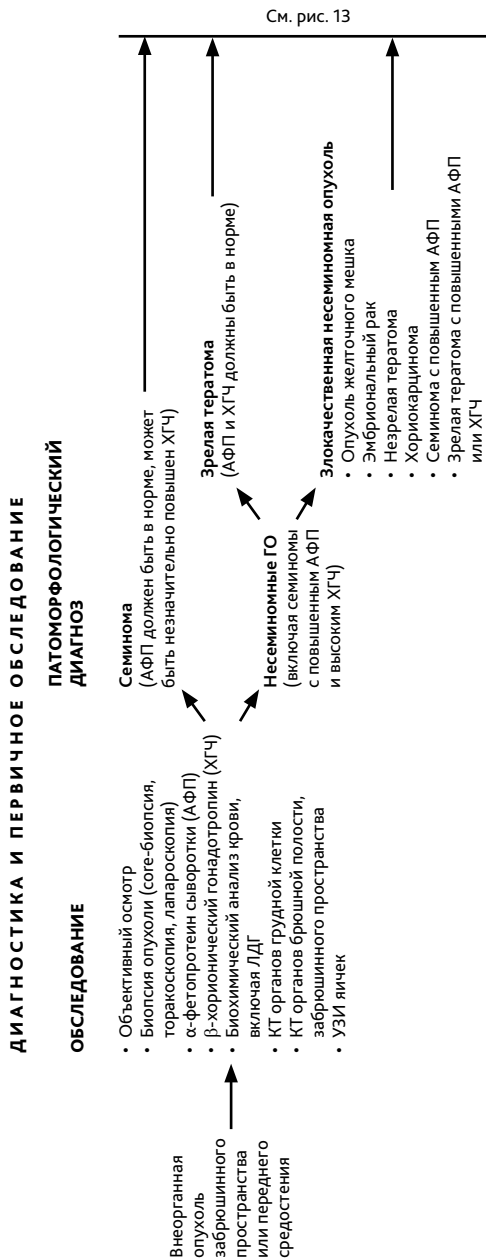 ДИАГНОСТИКА И ПЕРВИЧНОЕ ОБСЛЕДОВАНИЕ
ОБСЛЕДОВАНИЕ
ПАТОМОРФОЛОГИЧЕСКИЙ
ДИАГНОЗ
Внеорганная
опухоль
забрюшинного
пространства
или переднего
средостения
• Объективный осмотр
• Биопсия опухоли (core-биопсия,
торакоскопия, лапароскопия)
• α-фетопротеин сыворотки (АФП)
• β-хорионический гонадотропин (ХГЧ)
• Биохимический анализ крови,
включая ЛДГ
• КТ органов грудной клетки
• КТ органов брюшной полости,
забрюшинного пространства
• УЗИ яичек
Семинома
(АФП должен быть в норме, может
быть незначительно повышен ХГЧ)
Несеминомные ГО
(включая семиномы
с повышенным АФП
и высоким ХГЧ)
Зрелая тератома
(АФП и ХГЧ должны быть в норме)
Злокачественная несеминомная опухоль
• Опухоль желточного мешка
• Эмбриональный рак
• Незрелая тератома
• Хориокарцинома
• Семинома с повышенным АФП
• Зрелая тератома с повышенными АФП
или ХГЧ
См. рис. 13